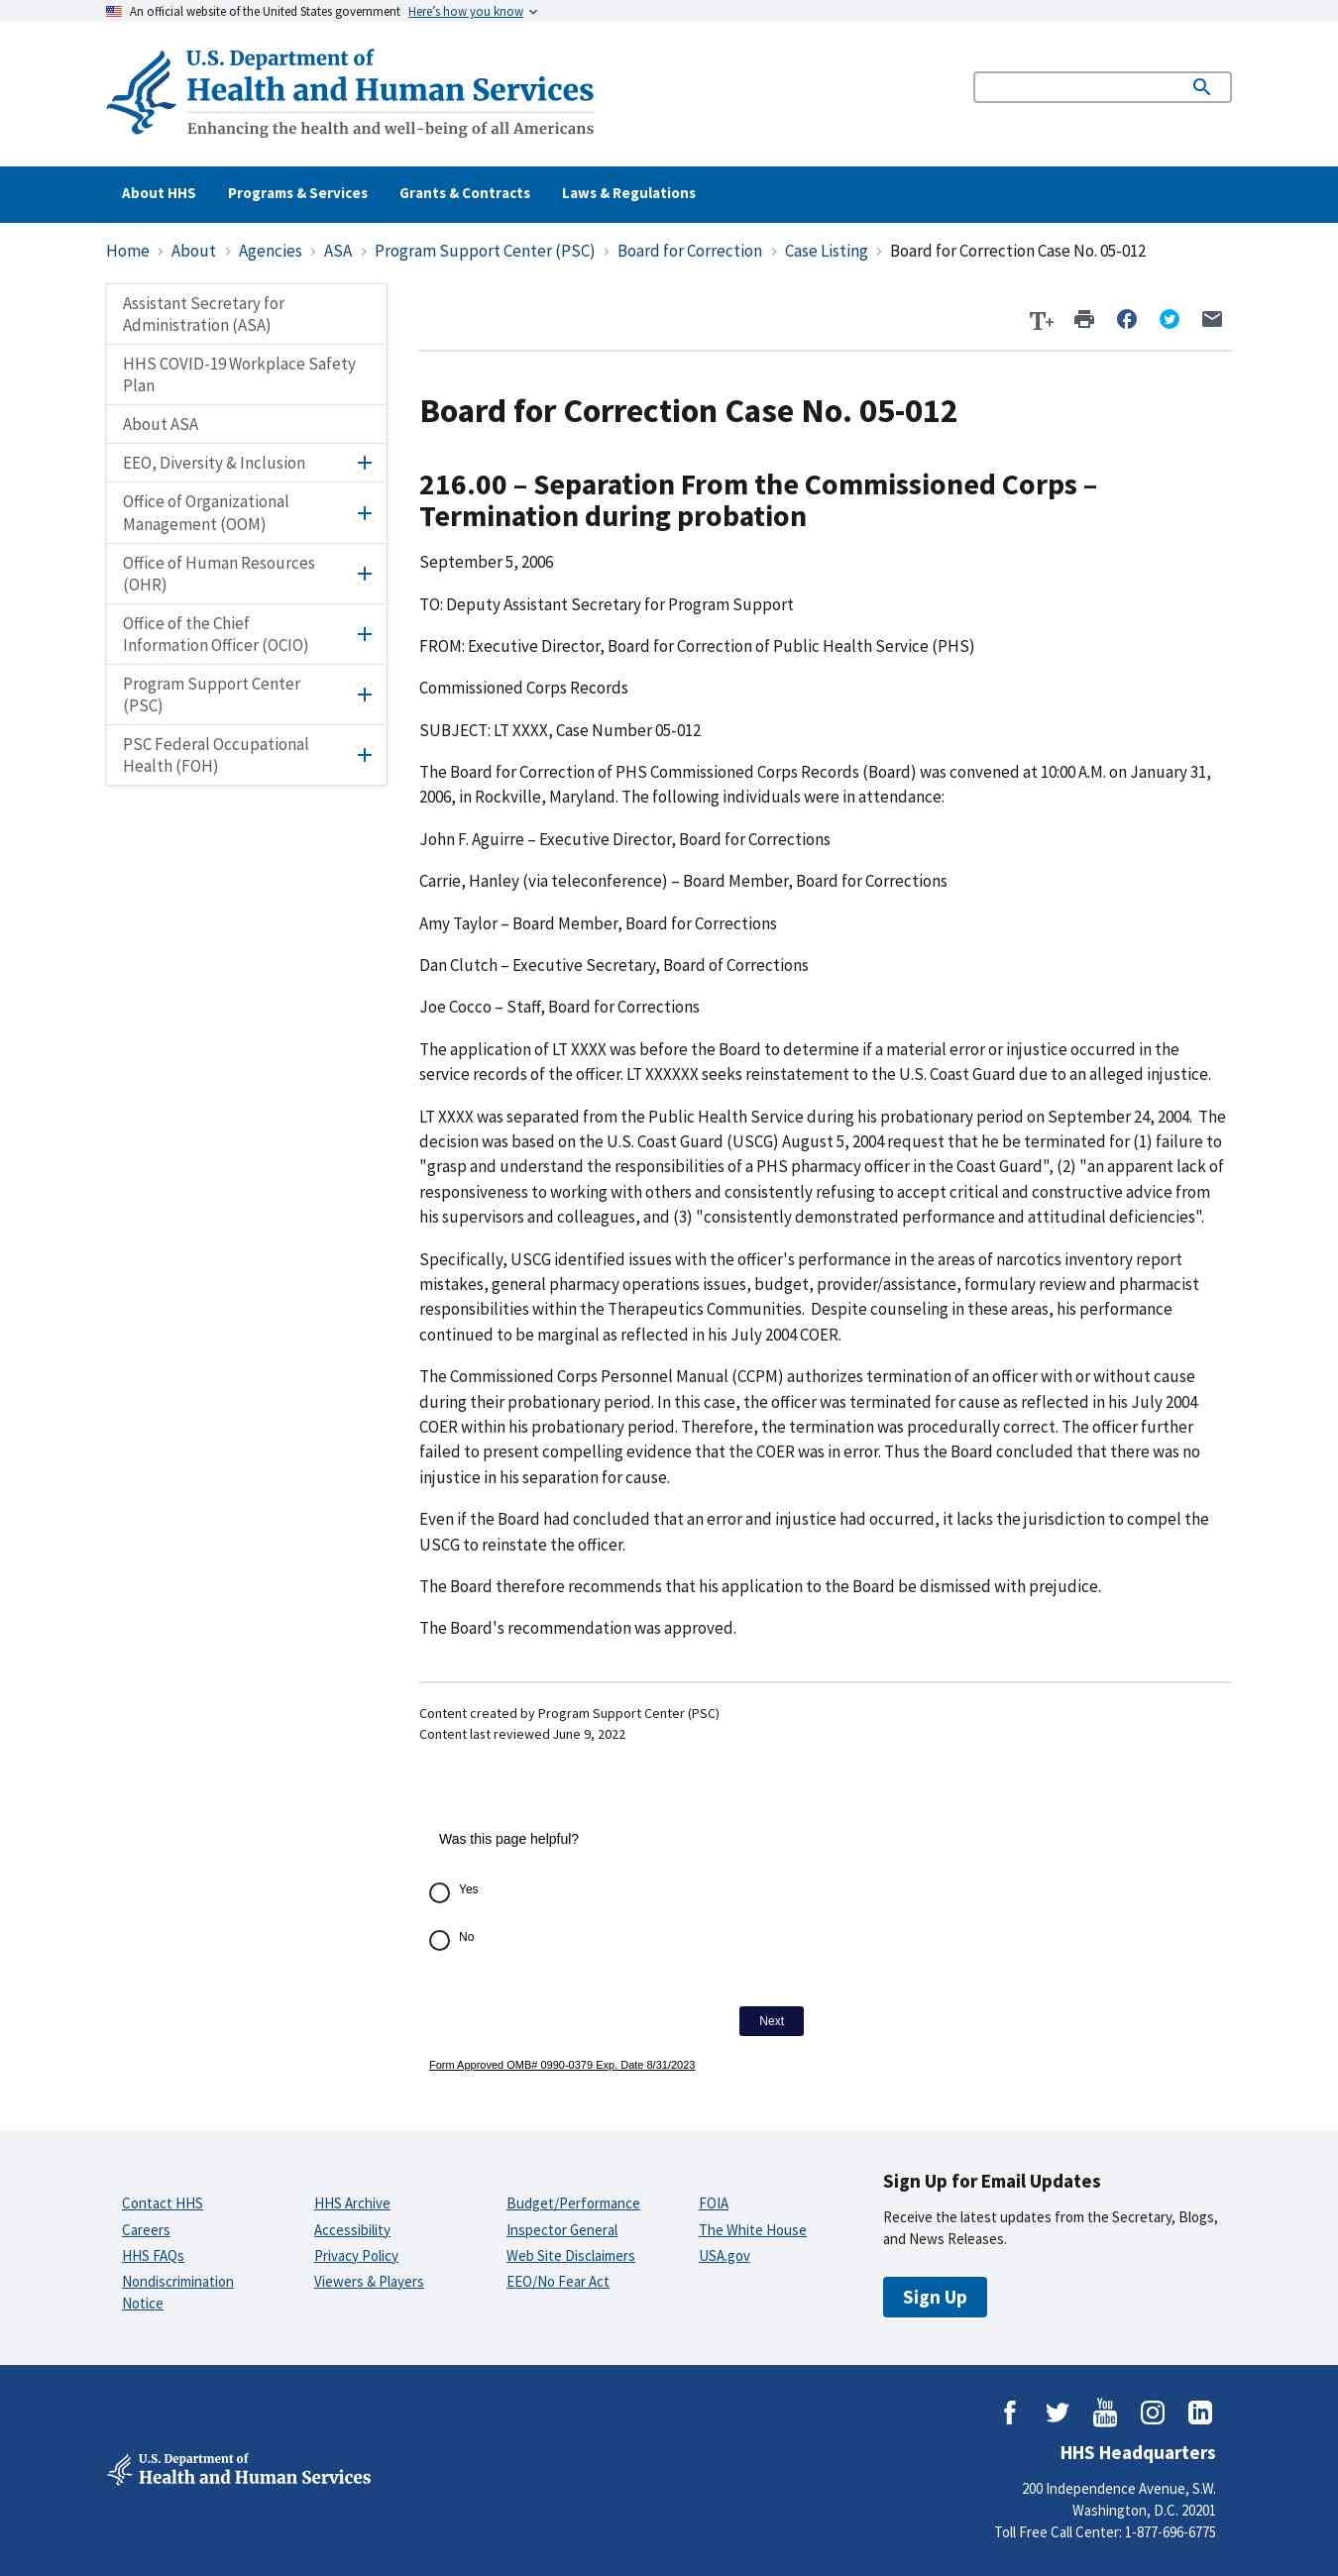 An official website of the United States government Here's how you know
U.S. Department of
Health and Human Services
Enhancing the health and well-being of all Americans
About HHS Programs & Services Grants & Contracts Laws & Regulations
Home › About › Agencies › ASA › Program Support Center (PSC) › Board for Correction › Case Listing › Board for Correction Case No. 05-012
Assistant Secretary for
Administration (ASA)
HHS COVID-19 Workplace Safety
Plan
About ASA
EEO, Diversity & Inclusion
Office of Organizational
Management (OOM)
Office of Human Resources
(OHR)
Office of the Chief
Information Officer (OCIO)
Program Support Center
(PSC)
PSC Federal Occupational
Health (FOH)
T+
Board for Correction Case No. 05-012
216.00 – Separation From the Commissioned Corps –
Termination during probation
September 5, 2006
TO: Deputy Assistant Secretary for Program Support
FROM: Executive Director, Board for Correction of Public Health Service (PHS)
Commissioned Corps Records
SUBJECT: LT XXXX, Case Number 05-012
The Board for Correction of PHS Commissioned Corps Records (Board) was convened at 10:00 A.M. on January 31,
2006, in Rockville, Maryland. The following individuals were in attendance:
John F. Aguirre – Executive Director, Board for Corrections
Carrie, Hanley (via teleconference) – Board Member, Board for Corrections
Amy Taylor – Board Member, Board for Corrections
Dan Clutch – Executive Secretary, Board of Corrections
Joe Cocco – Staff, Board for Corrections
The application of LT XXXX was before the Board to determine if a material error or injustice occurred in the
service records of the officer. LT XXXXXX seeks reinstatement to the U.S. Coast Guard due to an alleged injustice.
LT XXXX was separated from the Public Health Service during his probationary period on September 24, 2004. The
decision was based on the U.S. Coast Guard (USCG) August 5, 2004 request that he be terminated for (1) failure to
"grasp and understand the responsibilities of a PHS pharmacy officer in the Coast Guard", (2) "an apparent lack of
responsiveness to working with others and consistently refusing to accept critical and constructive advice from
his supervisors and colleagues, and (3) "consistently demonstrated performance and attitudinal deficiencies".
Specifically, USCG identified issues with the officer's performance in the areas of narcotics inventory report
mistakes, general pharmacy operations issues, budget, provider/assistance, formulary review and pharmacist
responsibilities within the Therapeutics Communities. Despite counseling in these areas, his performance
continued to be marginal as reflected in his July 2004 COER.
The Commissioned Corps Personnel Manual (CCPM) authorizes termination of an officer with or without cause
during their probationary period. In this case, the officer was terminated for cause as reflected in his July 2004
COER within his probationary period. Therefore, the termination was procedurally correct. The officer further
failed to present compelling evidence that the COER was in error. Thus the Board concluded that there was no
injustice in his separation for cause.
Even if the Board had concluded that an error and injustice had occurred, it lacks the jurisdiction to compel the
USCG to reinstate the officer.
The Board therefore recommends that his application to the Board be dismissed with prejudice.
The Board's recommendation was approved.
Content created by Program Support Center (PSC)
Content last reviewed June 9, 2022
Was this page helpful?
Yes
No
Next
Form Approved OMB# 0990-0379 Exp. Date 8/31/2023
Contact HHS
Careers
HHS FAQs
Nondiscrimination
Notice
HHS Archive
Accessibility
Privacy Policy
Viewers & Players
Budget/Performance
Inspector General
Web Site Disclaimers
EEO/No Fear Act
FOIA
The White House
USA.gov
Sign Up for Email Updates
Receive the latest updates from the Secretary, Blogs,
and News Releases.
Sign Up
You
Tube
U.S. Department of
Health and Human Services
HHS Headquarters
200 Independence Avenue, S.W.
Washington, D.C. 20201
Toll Free Call Center: 1-877-696-6775